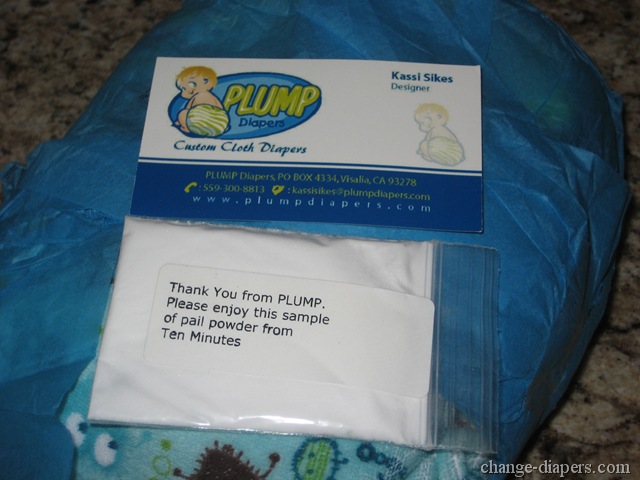 PLUMP
Diapers
Custom Cloth Diapers
Kassi Sikes
Designer
PLUMP Diapers, PO BOX 4334, Visalia, CA 93278
: 559-300-8813 : kassisikes@plumpdiapers.com
www.plumpdiapers.com
Thank You from PLUMP.
Please enjoy this sample
of pail powder from
Ten Minutes
change-diapers.com